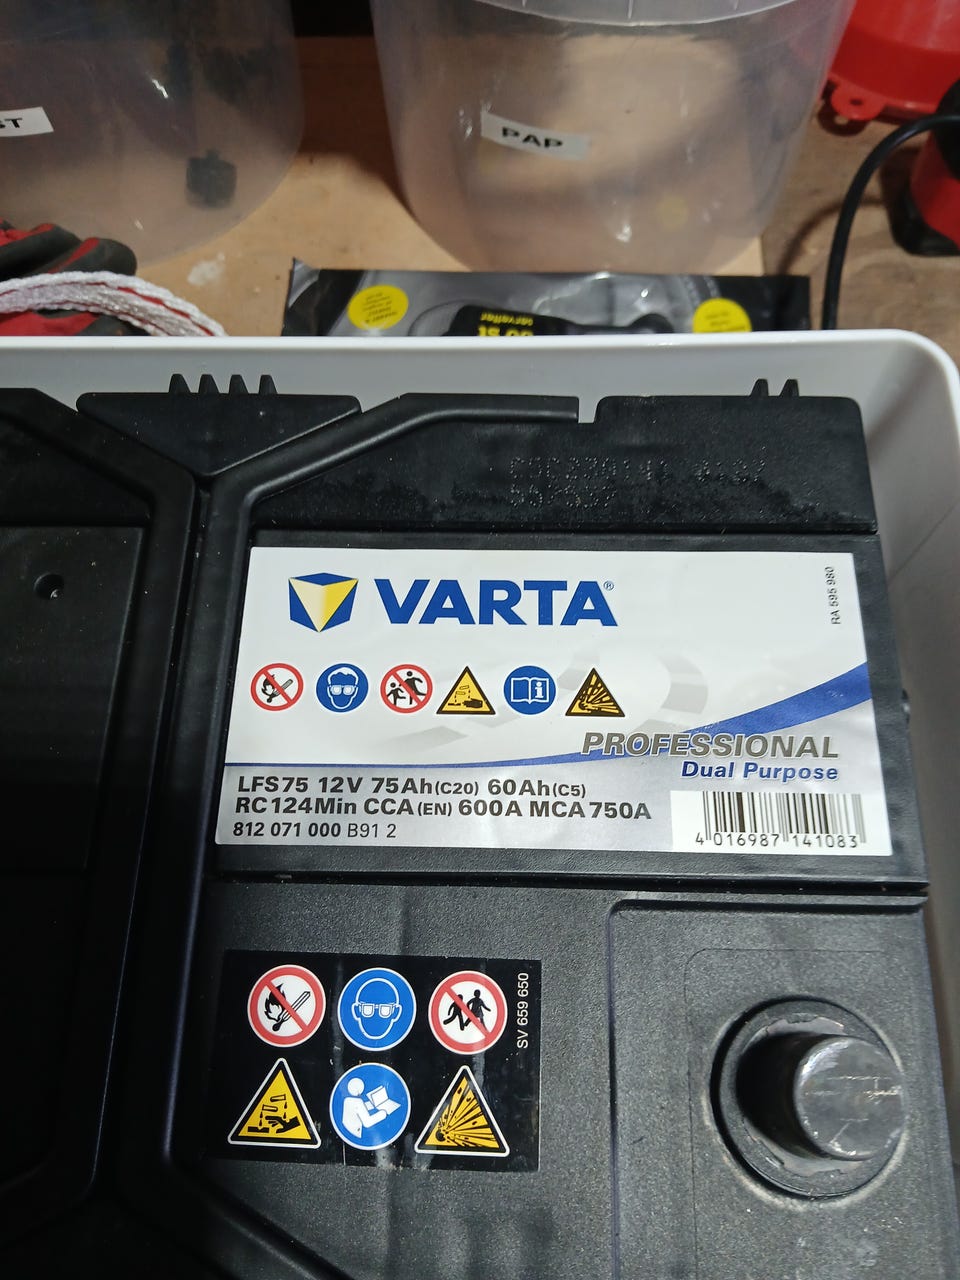 ST
PAP
VARTA®
RA 595 980
PROFESSIONAL
Dual Purpose
LFS75 12V 75Ah(C20) 60Ah(C5)
RC124Min CCA(EN) 600A MCA750A
812 071 000 B91 2
4 016987 141083
SV 659 650